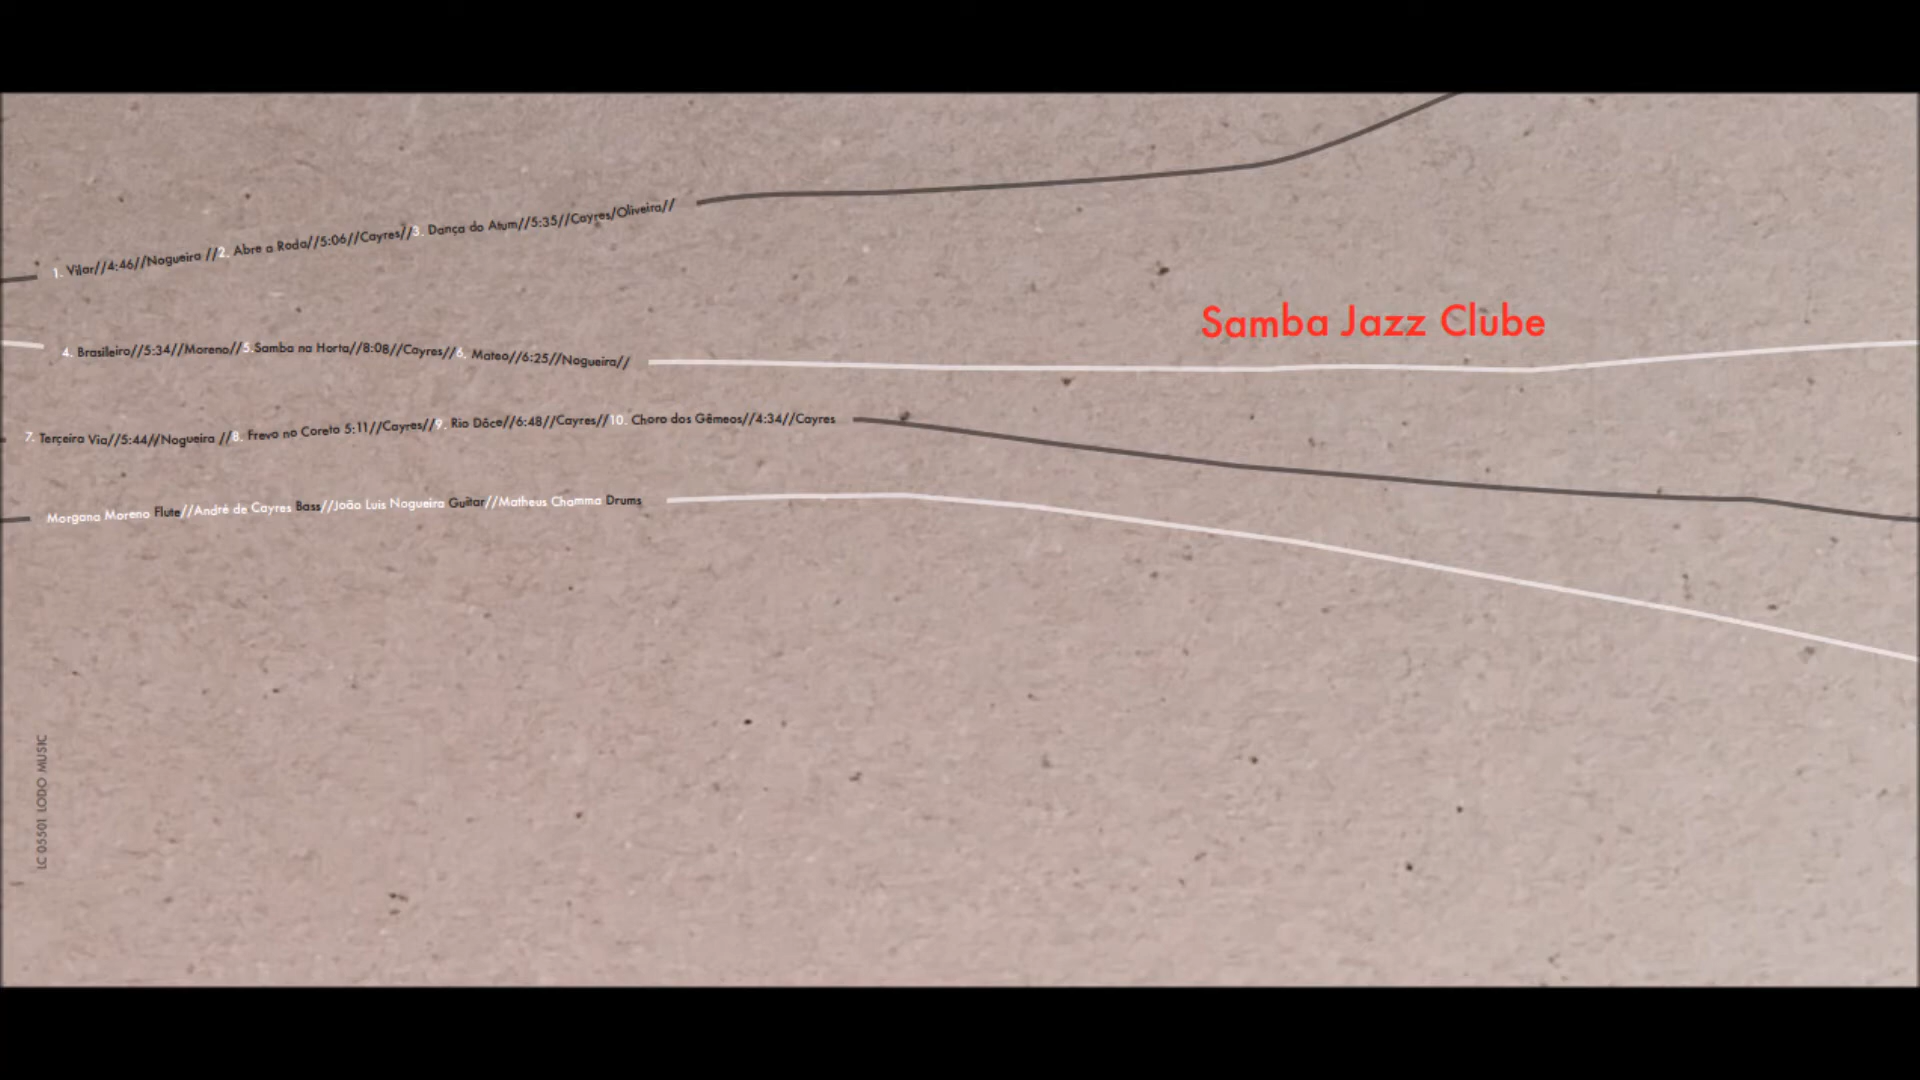 1. Vilar//4:46//Nogueira //2. Abre a Roda//5:06//Cayres//3. Dança do Atum//5:35//Cayres/Oliveira//
Samba Jazz Clube
4. Brasileiro//5:34//Moreno//5.Samba na Horta//8:08//Cayres//6. Mateo//6:25//Nogueira//
7. Terceira Via//5:44//Nogueira //8. Frevo no Coreto 5:11//Cayres//9. Rio Dôce//6:48//Cayres//10. Choro dos Gêmeos//4:34//Cayres
Morgana Moreno Flute//André de Cayres Bass//João Luis Nogueira Guitar//Matheus Chamma Drums
LC 05501 LODO MUSIC